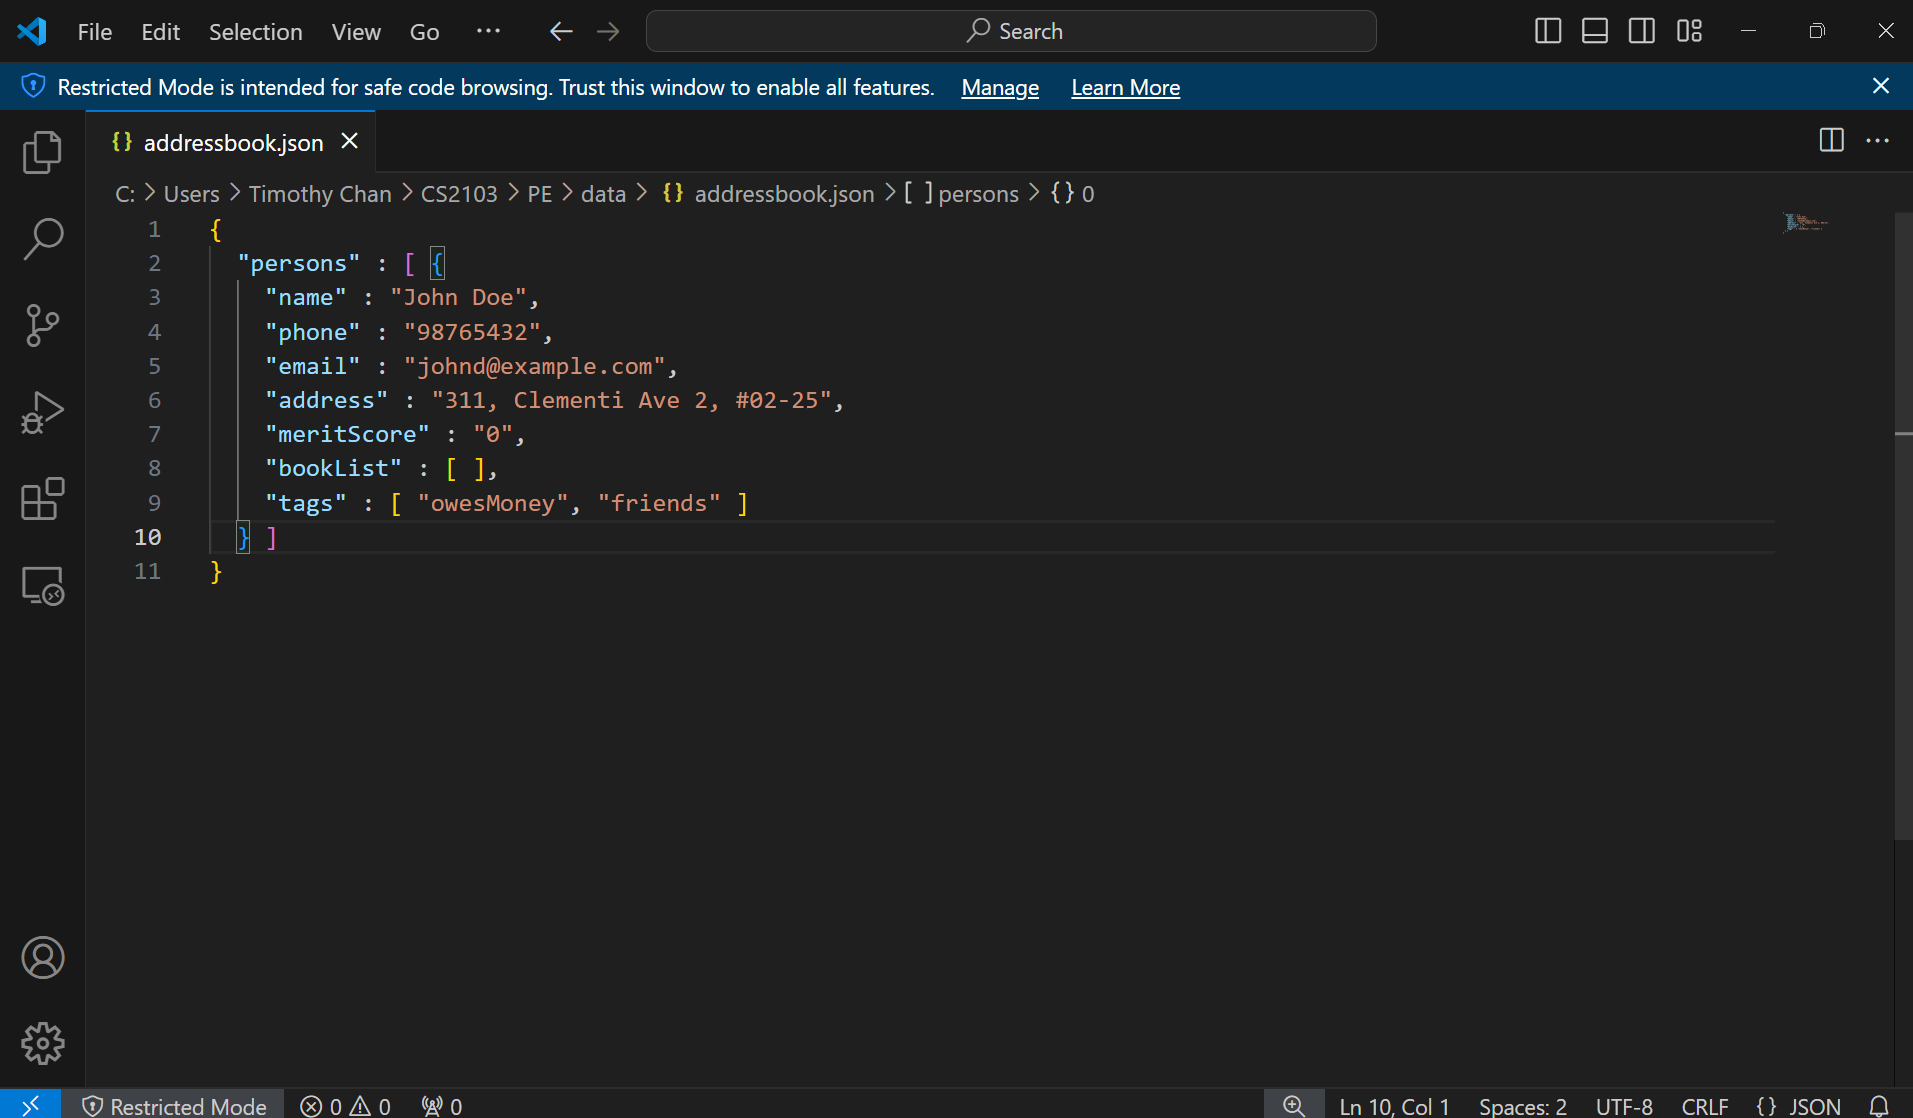 File Edit Selection View Go ··· Search
Restricted Mode is intended for safe code browsing. Trust this window to enable all features. Manage Learn More
{} addressbook.json
C: > Users > Timothy Chan > CS2103 > PE > data > {} addressbook.json > [ ] persons > {} 0
1 {
2 "persons" : [ {
3 "name" : "John Doe",
4 "phone" : "98765432",
5 "email" : "johnd@example.com",
6 "address" : "311, Clementi Ave 2, #02-25",
7 "meritScore" : "0",
8 "bookList" : [ ],
9 "tags" : [ "owesMoney", "friends" ]
10 } ]
11 }
Restricted Mode 0 0 0 Ln 10, Col 1 Spaces: 2 UTF-8 CRLF {} JSON